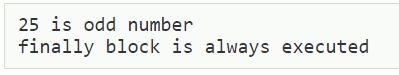 25 is odd number
finally block is always executed